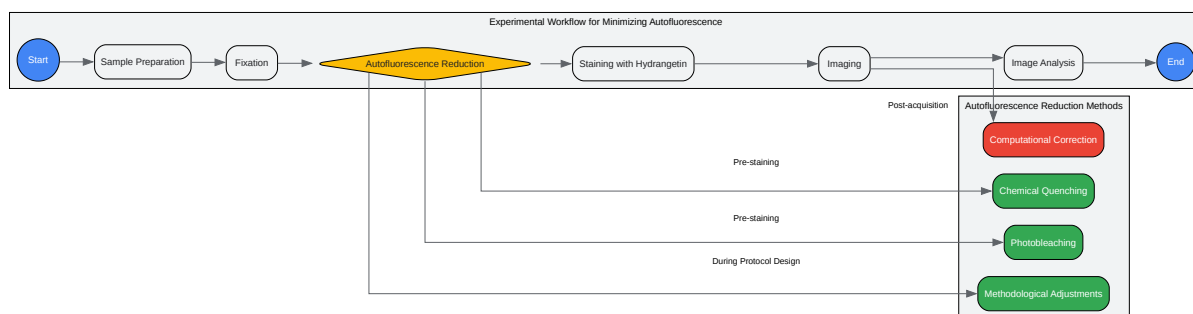 Experimental Workflow for Minimizing Autofluorescence
Start
Sample Preparation
Fixation
Autofluorescence Reduction
Staining with Hydrangetin
Imaging
Image Analysis
End
Post-acquisition
Autofluorescence Reduction Methods
Computational Correction
Pre-staining
Chemical Quenching
Pre-staining
Photobleaching
During Protocol Design
Methodological Adjustments